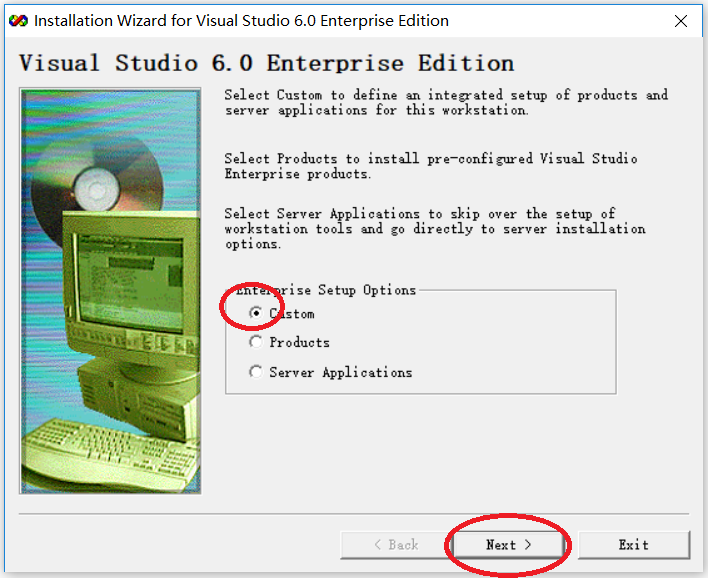 Installation Wizard for Visual Studio 6.0 Enterprise Edition
Visual Studio 6.0 Enterprise Edition
Select Custom to define an integrated setup of products and
server applications for this workstation.
Select Products to install pre-configured Visual Studio
Enterprise products.
Select Server Applications to skip over the setup of
workstation tools and go directly to server installation
options.
Enterprise Setup Options
Custom
Products
Server Applications
< Back
Next >
Exit